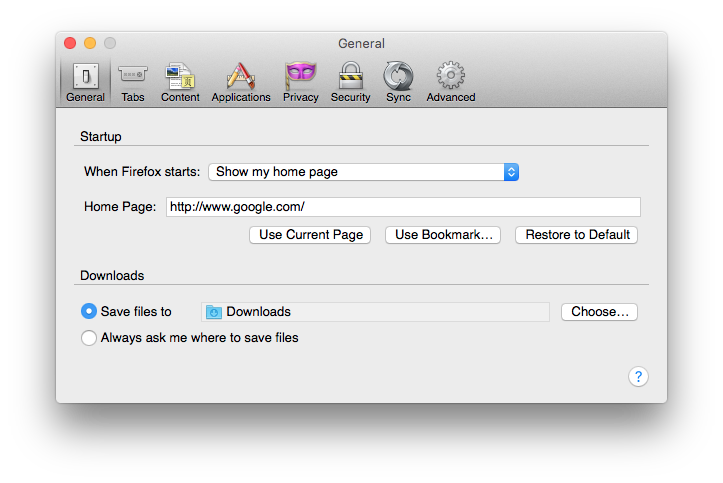 General
General Tabs Content Applications Privacy Security Sync Advanced
Startup
When Firefox starts: Show my home page
Home Page: http://www.google.com/
Use Current Page Use Bookmark... Restore to Default
Downloads
Save files to Downloads Choose...
Always ask me where to save files
?